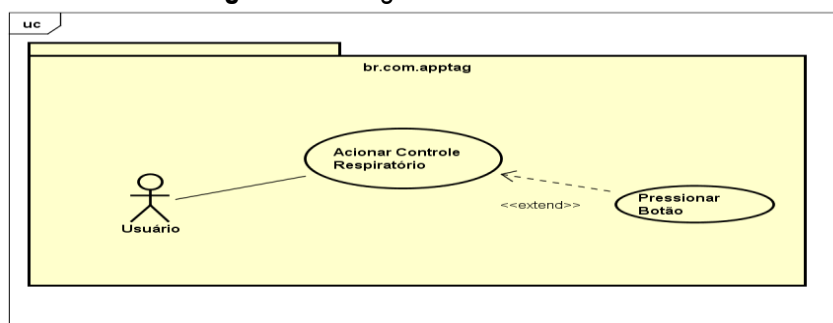 uc
br.com.apptag
Acionar Controle
Respiratório
Pressionar
Botão
<<extend>>
Usuário